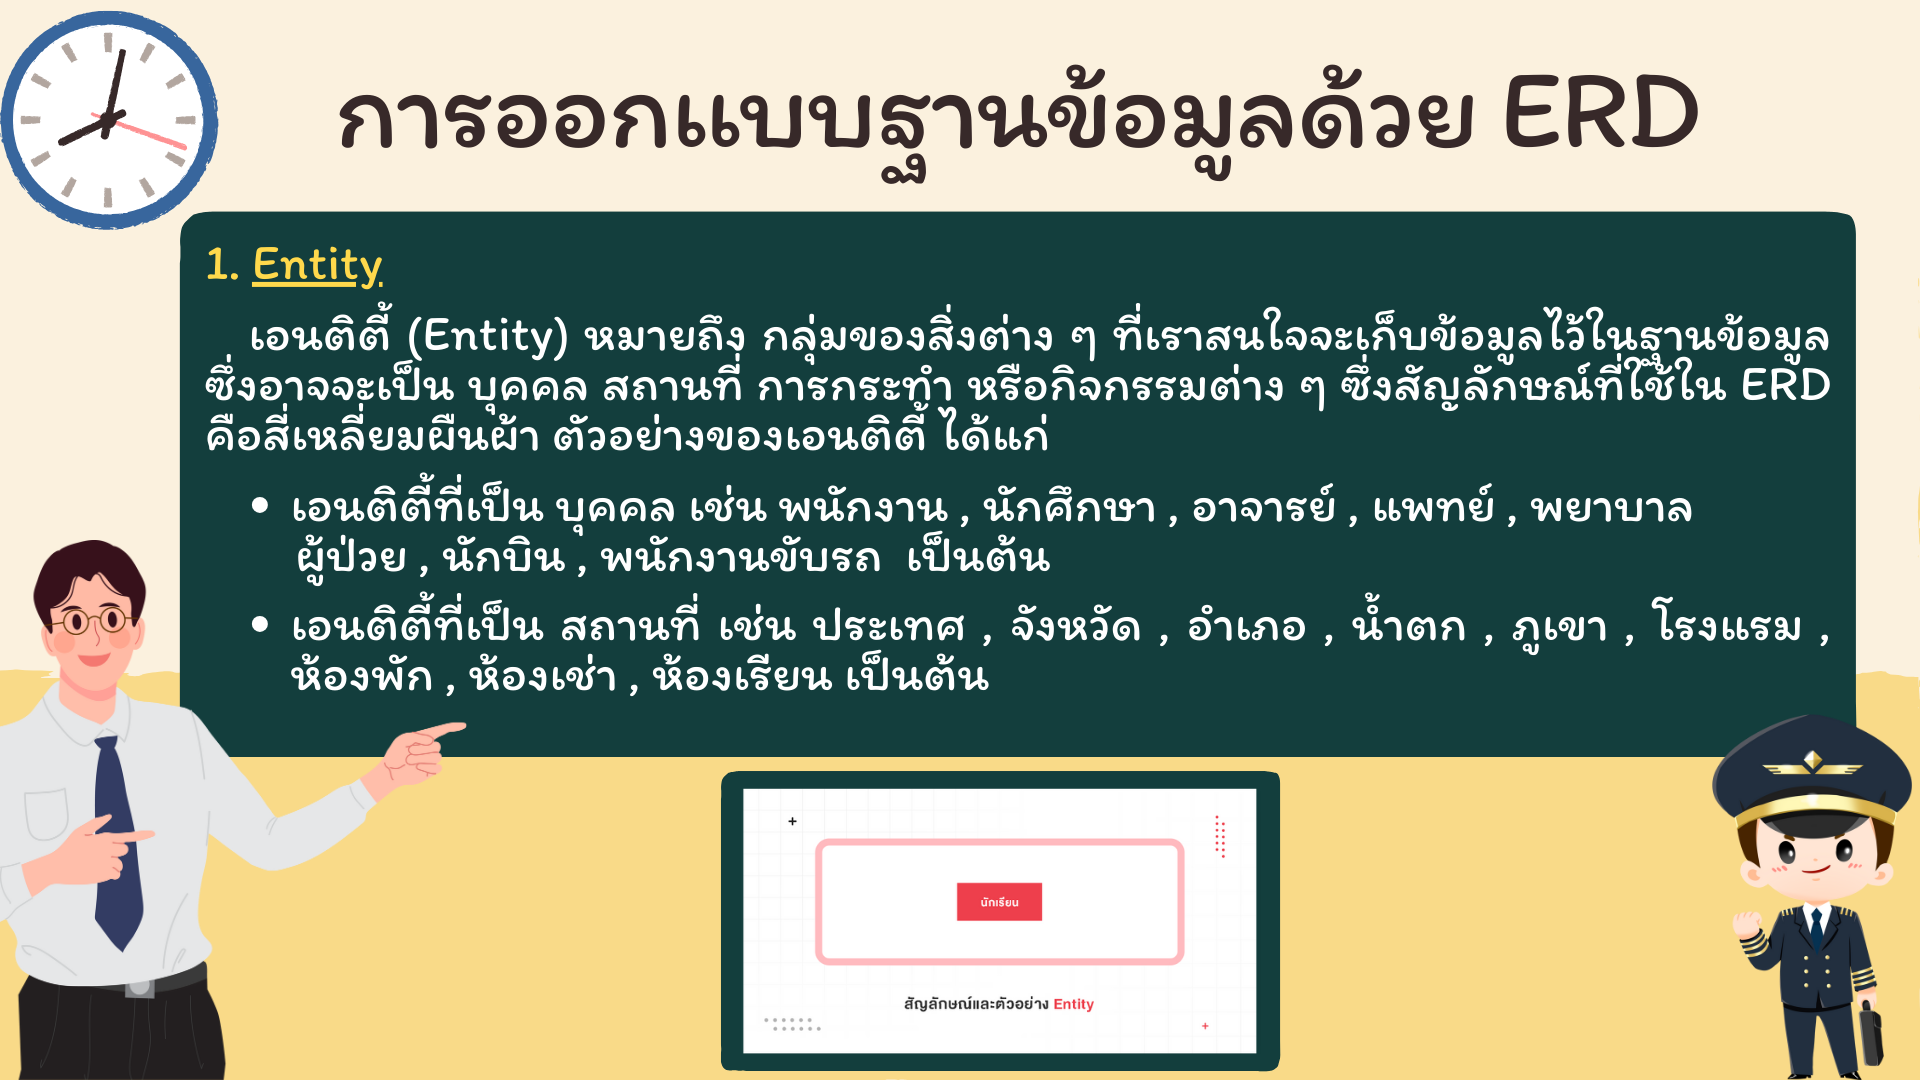 การออกแบบฐานข้อมูลด้วย ERD
1. Entity
เอนติตี้ (Entity) หมายถึง กลุ่มของสิ่งต่าง ๆ ที่เราสนใจจะเก็บข้อมูลไว้ในฐานข้อมูล
ซึ่งอาจจะเป็น บุคคล สถานที่ การกระทำ หรือกิจกรรมต่าง ๆ ซึ่งสัญลักษณ์ที่ใช้ใน ERD
คือสี่เหลี่ยมผืนผ้า ตัวอย่างของเอนติตี้ ได้แก่
• เอนติตี้ที่เป็น บุคคล เช่น พนักงาน , นักศึกษา , อาจารย์ , แพทย์ , พยาบาล
ผู้ป่วย , นักบิน , พนักงานขับรถ เป็นต้น
• เอนติตี้ที่เป็น สถานที่ เช่น ประเทศ , จังหวัด , อำเภอ , น้ำตก , ภูเขา , โรงแรม ,
ห้องพัก , ห้องเช่า , ห้องเรียน เป็นต้น
นักเรียน
สัญลักษณ์และตัวอย่าง Entity